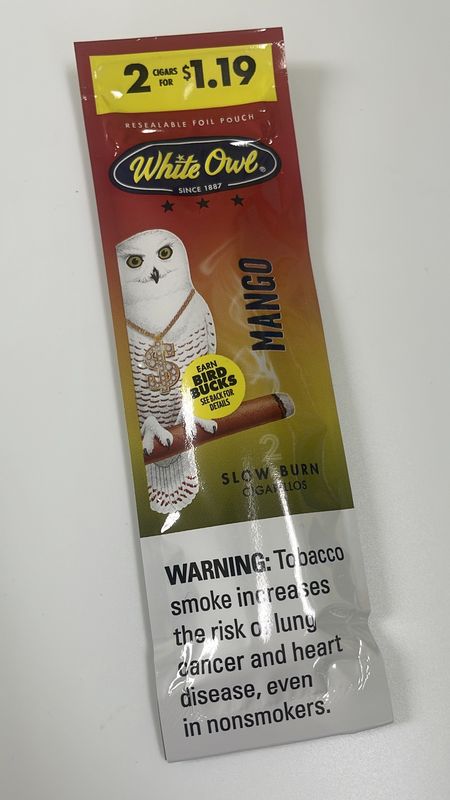 2 CIGARS FOR $1.19
RESEALABLE FOIL POUCH
White Owl®
SINCE 1887
MANGO
EARN
BIRD
BUCKS
SEE BACK FOR
DETAILS
2
SLOW BURN
CIGARILLOS
WARNING: Tobacco
smoke increases
the risk of lung
cancer and heart
disease, even
in nonsmokers.